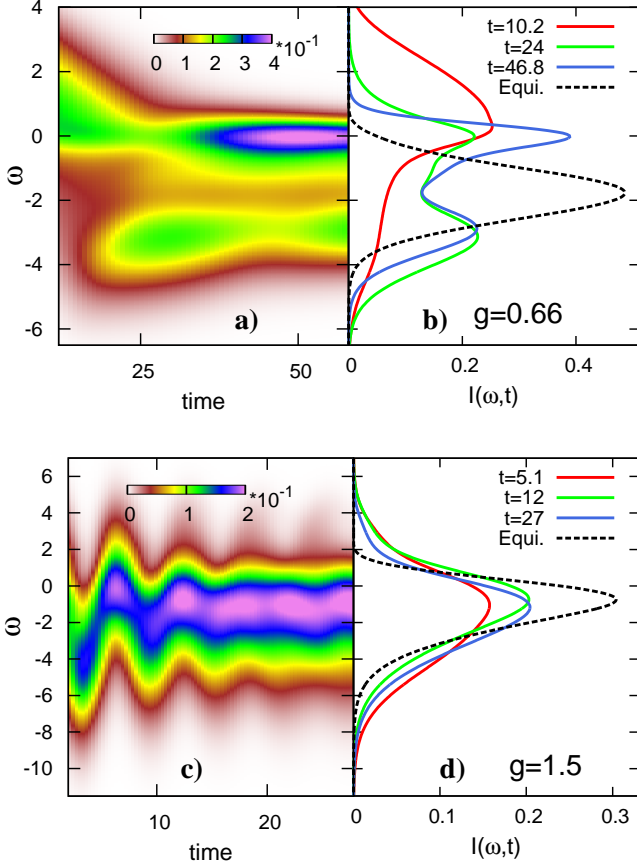 4
2
0
-2
-4
-6
ω
0 1 2 3 4 *10⁻¹
a)
25 50
time
t=10.2
t=24
t=46.8
Equi.
b) g=0.66
0 0.2 0.4
I(ω,t)
6
4
2
0
-2
-4
-6
-8
-10
ω
0 1 2 *10⁻¹
c)
10 20
time
t=5.1
t=12
t=27
Equi.
d) g=1.5
0 0.1 0.2 0.3
I(ω,t)